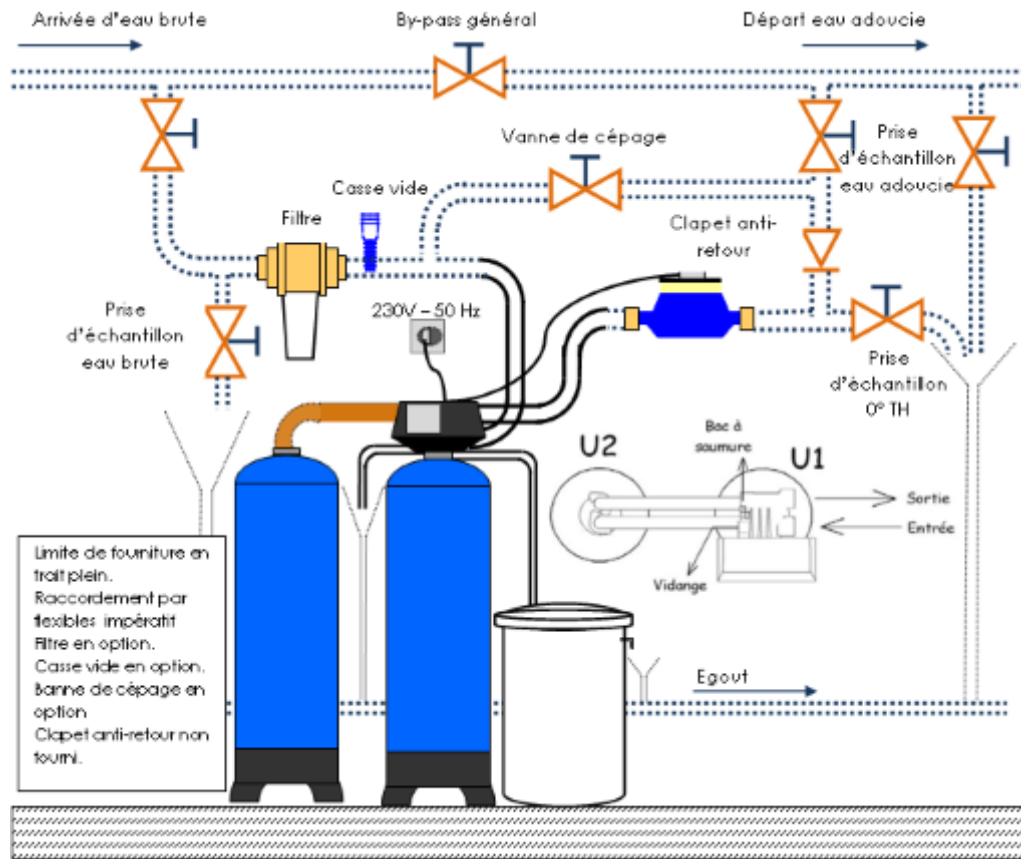 Arrivée d'eau brute
By-pass général
Départ eau adoucie
Vanne de cépage
Prise
d'échantillon
eau adoucie
Casse vide
Filtre
Clapet anti-
retour
230V – 50 Hz
Prise
d'échantillon
eau brute
Prise
d'échantillon
0° TH
Bac à
saumure
U2
U1
Sortie
Entrée
Vidange
Limite de fourniture en
trait plein.
Raccordement par
flexibles impératif
Filtre en option.
Casse vide en option.
Banne de cépage en
option
Clapet anti-retour non
fourni.
Egout